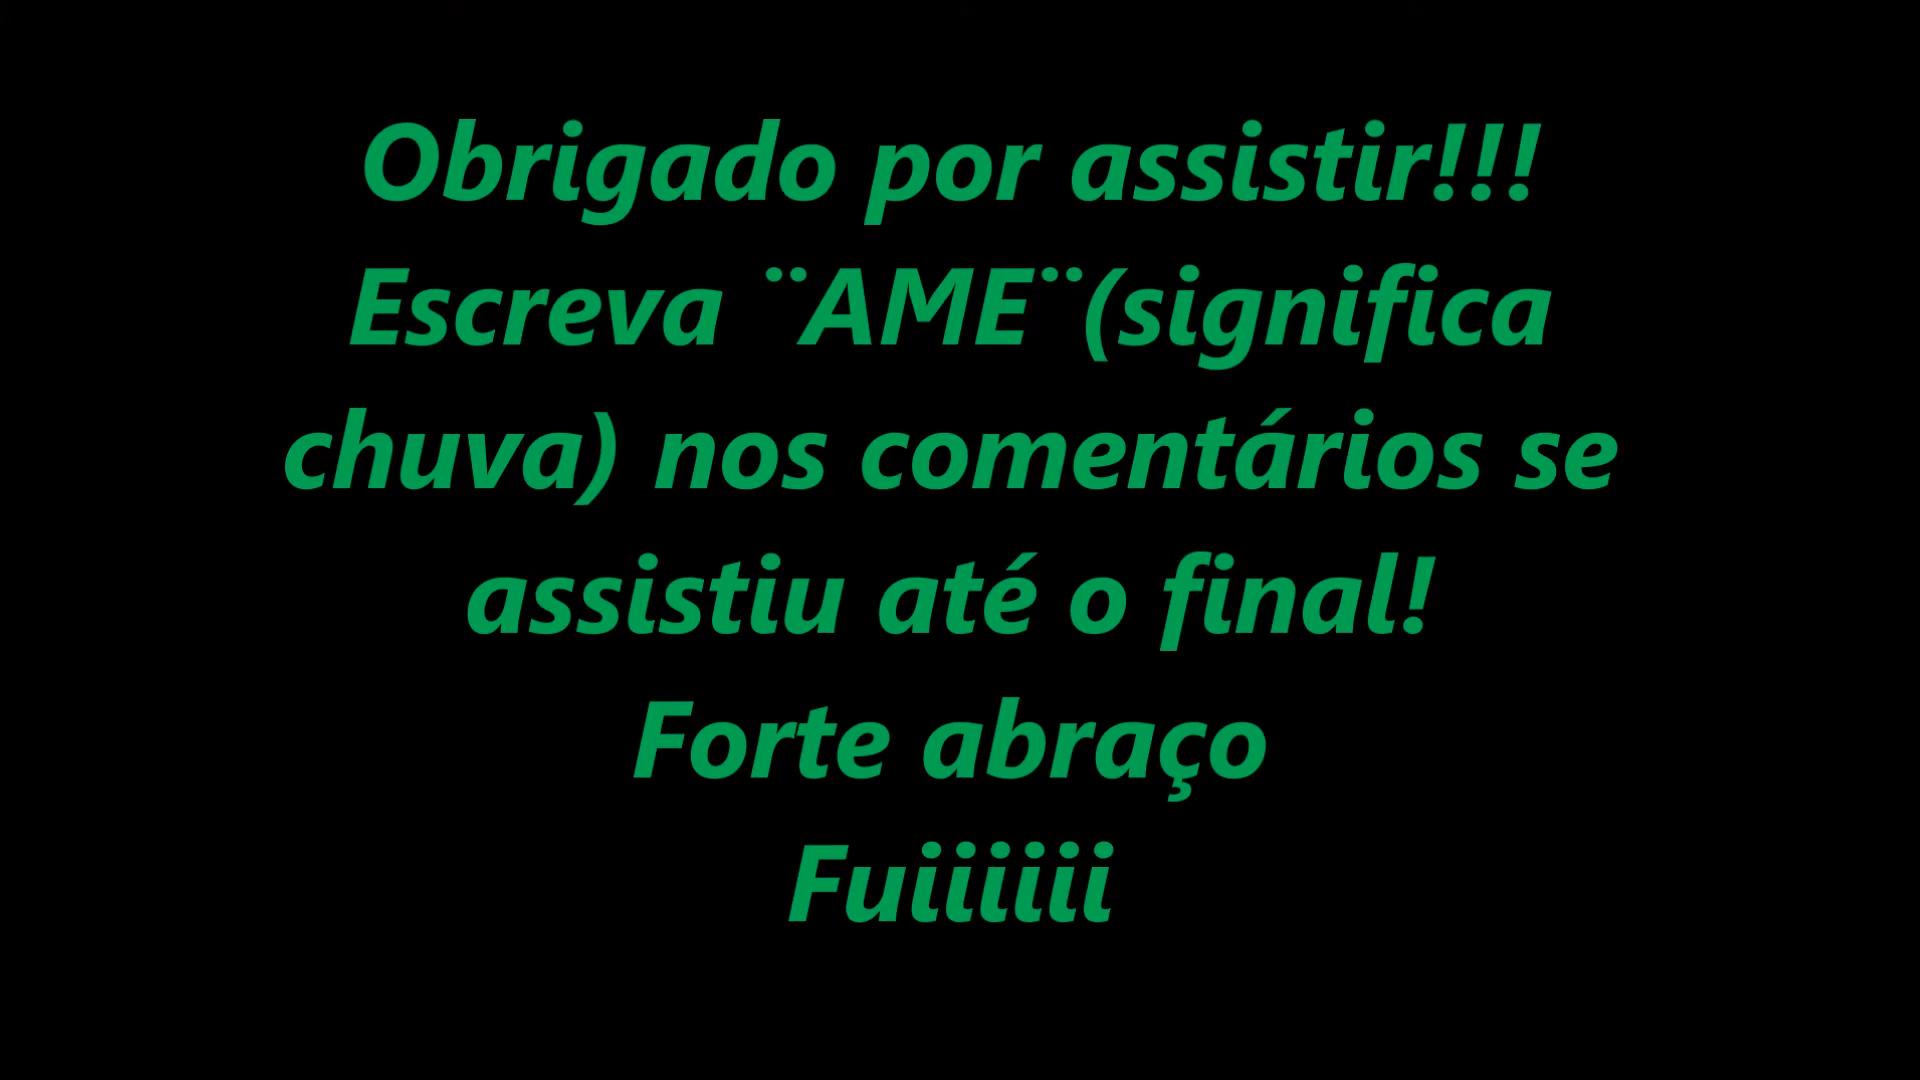 Obrigado por assistir!!!
Escreva ¨AME¨(significa
chuva) nos comentários se
assistiu até o final!
Forte abraço
Fuiiiiii